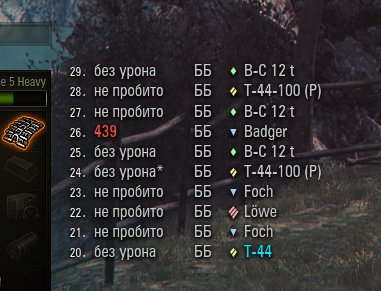 e 5 Heavy
29. без урона ББ B-C 12 t
28. не пробито ББ T-44-100 (P)
27. не пробито ББ B-C 12 t
26. 439 ББ Badger
25. без урона ББ B-C 12 t
24. без урона* ББ T-44-100 (P)
23. не пробито ББ Foch
22. не пробито ББ Löwe
21. не пробито ББ Foch
20. без урона ББ T-44